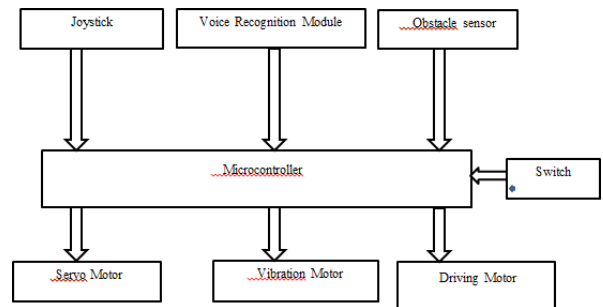 Joystick
Voice Recognition Module
Obstacle sensor
Microcontroller
Switch
Servo Motor
Vibration Motor
Driving Motor